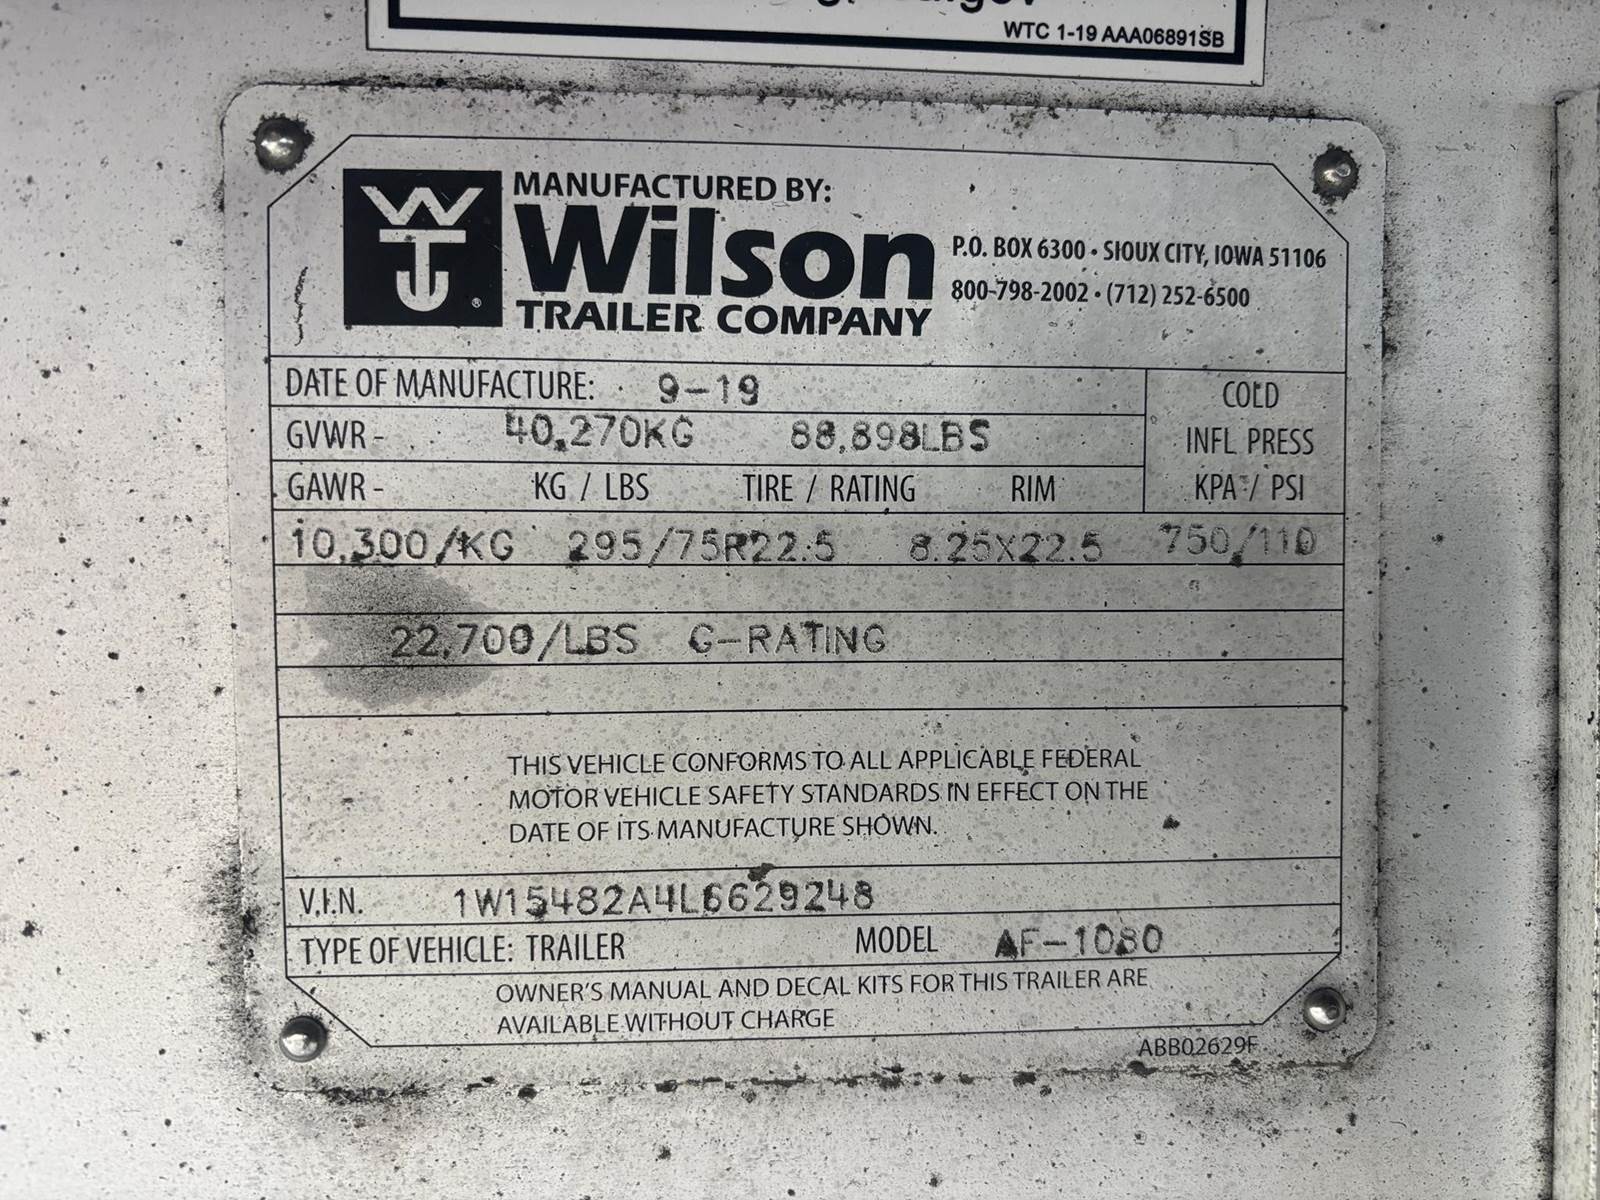 WTC 1-19 AAA06891SB
MANUFACTURED BY:
Wilson
TRAILER COMPANY
P.O. BOX 6300 • SIOUX CITY, IOWA 51106
800-798-2002 • (712) 252-6500
DATE OF MANUFACTURE: 9-19
COLD
INFL PRESS
KPA / PSI
GVWR - 40,270KG 88,898LBS
GAWR - KG / LBS TIRE / RATING RIM
10,300/KG 295/75R22.5 8.25X22.5 750/110
22,700/LBS G-RATING
THIS VEHICLE CONFORMS TO ALL APPLICABLE FEDERAL
MOTOR VEHICLE SAFETY STANDARDS IN EFFECT ON THE
DATE OF ITS MANUFACTURE SHOWN.
V.I.N. 1W15482A4L6629248
TYPE OF VEHICLE: TRAILER MODEL AF-1080
OWNER'S MANUAL AND DECAL KITS FOR THIS TRAILER ARE
AVAILABLE WITHOUT CHARGE
ABB02629F